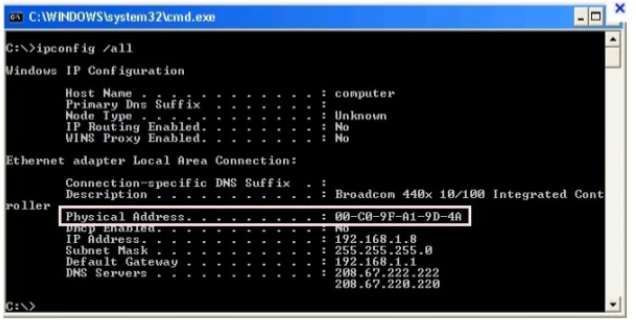 C:\WINDOWS\system32\cmd.exe
C:\>ipconfig /all
Windows IP Configuration
Host Name . . . . . . . . . . . . : computer
Primary Dns Suffix . . . . . . . :
Node Type . . . . . . . . . . . . : Unknown
IP Routing Enabled. . . . . . . . : No
WINS Proxy Enabled. . . . . . . . : No
Ethernet adapter Local Area Connection:
Connection-specific DNS Suffix . :
Description . . . . . . . . . . . : Broadcom 440x 10/100 Integrated Cont
roller
Physical Address. . . . . . . . . : 00-C0-9F-A1-9D-4A
Dhcp Enabled. . . . . . . . . . . : No
IP Address. . . . . . . . . . . . : 192.168.1.8
Subnet Mask . . . . . . . . . . . : 255.255.255.0
Default Gateway . . . . . . . . . : 192.168.1.1
DNS Servers . . . . . . . . . . . : 208.67.222.222
208.67.220.220
C:\>